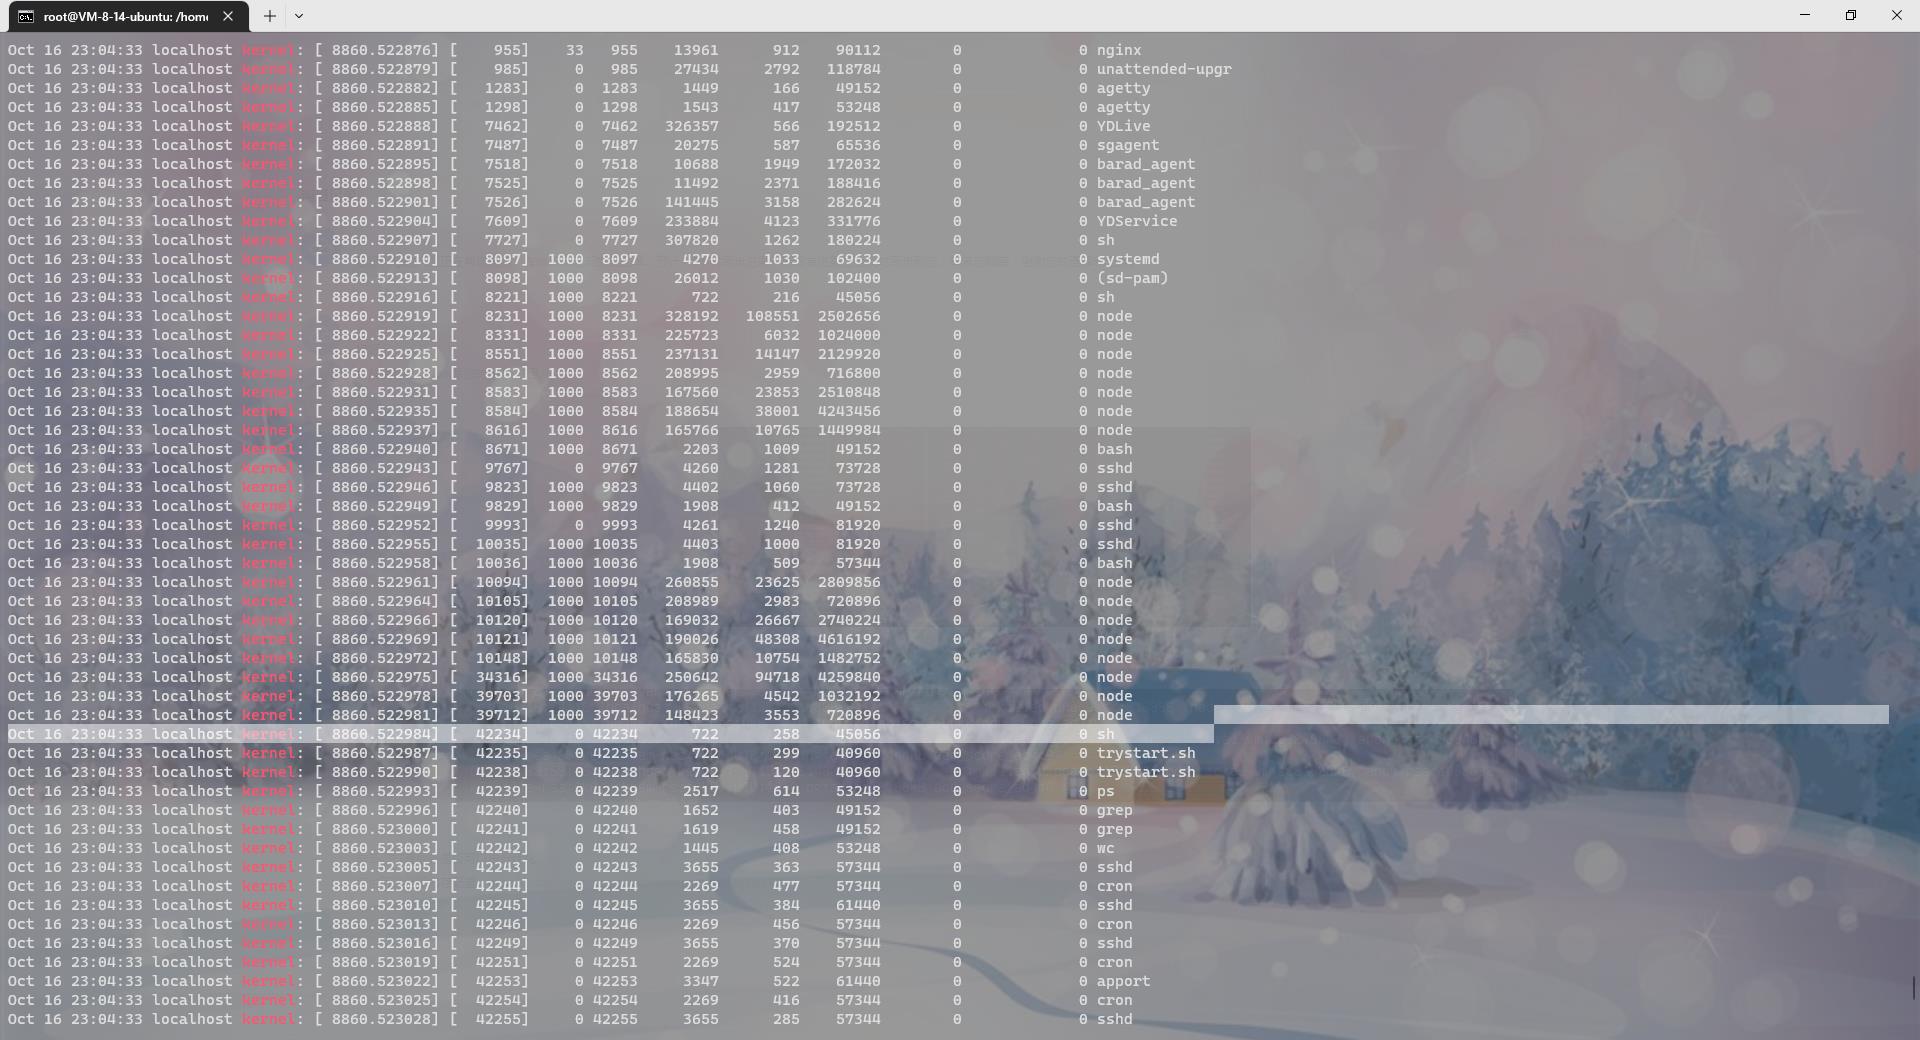 root@VM-8-14-ubuntu: /home
Oct 16 23:04:33 localhost kernel: [ 8860.522876] [    955]    33   955    13961      912    90112        0             0 nginx
Oct 16 23:04:33 localhost kernel: [ 8860.522879] [    985]     0   985    27434     2792   118784        0             0 unattended-upgr
Oct 16 23:04:33 localhost kernel: [ 8860.522882] [   1283]     0  1283     1449      166    49152        0             0 agetty
Oct 16 23:04:33 localhost kernel: [ 8860.522885] [   1298]     0  1298     1543      417    53248        0             0 agetty
Oct 16 23:04:33 localhost kernel: [ 8860.522888] [   7462]     0  7462   326357      566   192512        0             0 YDLive
Oct 16 23:04:33 localhost kernel: [ 8860.522891] [   7487]     0  7487    20275      587    65536        0             0 sgagent
Oct 16 23:04:33 localhost kernel: [ 8860.522895] [   7518]     0  7518    10688     1949   172032        0             0 barad_agent
Oct 16 23:04:33 localhost kernel: [ 8860.522898] [   7525]     0  7525    11492     2371   188416        0             0 barad_agent
Oct 16 23:04:33 localhost kernel: [ 8860.522901] [   7526]     0  7526   141445     3158   282624        0             0 barad_agent
Oct 16 23:04:33 localhost kernel: [ 8860.522904] [   7609]     0  7609   233884     4123   331776        0             0 YDService
Oct 16 23:04:33 localhost kernel: [ 8860.522907] [   7727]     0  7727   307820     1262   180224        0             0 sh
Oct 16 23:04:33 localhost kernel: [ 8860.522910] [   8097]  1000  8097     4270     1033    69632        0             0 systemd
Oct 16 23:04:33 localhost kernel: [ 8860.522913] [   8098]  1000  8098    26012     1030   102400        0             0 (sd-pam)
Oct 16 23:04:33 localhost kernel: [ 8860.522916] [   8221]  1000  8221      722      216    45056        0             0 sh
Oct 16 23:04:33 localhost kernel: [ 8860.522919] [   8231]  1000  8231   328192   108551  2502656        0             0 node
Oct 16 23:04:33 localhost kernel: [ 8860.522922] [   8331]  1000  8331   225723     6032  1024000        0             0 node
Oct 16 23:04:33 localhost kernel: [ 8860.522925] [   8551]  1000  8551   237131    14147  2129920        0             0 node
Oct 16 23:04:33 localhost kernel: [ 8860.522928] [   8562]  1000  8562   208995     2959   716800        0             0 node
Oct 16 23:04:33 localhost kernel: [ 8860.522931] [   8583]  1000  8583   167560    23853  2510848        0             0 node
Oct 16 23:04:33 localhost kernel: [ 8860.522935] [   8584]  1000  8584   188654    38001  4243456        0             0 node
Oct 16 23:04:33 localhost kernel: [ 8860.522937] [   8616]  1000  8616   165766    10765  1449984        0             0 node
Oct 16 23:04:33 localhost kernel: [ 8860.522940] [   8671]  1000  8671     2203     1009    49152        0             0 bash
Oct 16 23:04:33 localhost kernel: [ 8860.522943] [   9767]     0  9767     4260     1281    73728        0             0 sshd
Oct 16 23:04:33 localhost kernel: [ 8860.522946] [   9823]  1000  9823     4402     1060    73728        0             0 sshd
Oct 16 23:04:33 localhost kernel: [ 8860.522949] [   9829]  1000  9829     1908      412    49152        0             0 bash
Oct 16 23:04:33 localhost kernel: [ 8860.522952] [   9993]     0  9993     4261     1240    81920        0             0 sshd
Oct 16 23:04:33 localhost kernel: [ 8860.522955] [  10035]  1000 10035     4403     1000    81920        0             0 sshd
Oct 16 23:04:33 localhost kernel: [ 8860.522958] [  10036]  1000 10036     1908      509    57344        0             0 bash
Oct 16 23:04:33 localhost kernel: [ 8860.522961] [  10094]  1000 10094   260855    23625  2809856        0             0 node
Oct 16 23:04:33 localhost kernel: [ 8860.522964] [  10105]  1000 10105   208989     2983   720896        0             0 node
Oct 16 23:04:33 localhost kernel: [ 8860.522966] [  10120]  1000 10120   169032    26667  2740224        0             0 node
Oct 16 23:04:33 localhost kernel: [ 8860.522969] [  10121]  1000 10121   190026    48308  4616192        0             0 node
Oct 16 23:04:33 localhost kernel: [ 8860.522972] [  10148]  1000 10148   165830    10754  1482752        0             0 node
Oct 16 23:04:33 localhost kernel: [ 8860.522975] [  34316]  1000 34316   250642    94718  4259840        0             0 node
Oct 16 23:04:33 localhost kernel: [ 8860.522978] [  39703]  1000 39703   176265     4542  1032192        0             0 node
Oct 16 23:04:33 localhost kernel: [ 8860.522981] [  39712]  1000 39712   148423     3553   720896        0             0 node
Oct 16 23:04:33 localhost kernel: [ 8860.522984] [  42234]     0 42234      722      258    45056        0             0 sh
Oct 16 23:04:33 localhost kernel: [ 8860.522987] [  42235]     0 42235      722      299    40960        0             0 trystart.sh
Oct 16 23:04:33 localhost kernel: [ 8860.522990] [  42238]     0 42238      722      120    40960        0             0 trystart.sh
Oct 16 23:04:33 localhost kernel: [ 8860.522993] [  42239]     0 42239     2517      614    53248        0             0 ps
Oct 16 23:04:33 localhost kernel: [ 8860.522996] [  42240]     0 42240     1652      403    49152        0             0 grep
Oct 16 23:04:33 localhost kernel: [ 8860.523000] [  42241]     0 42241     1619      458    49152        0             0 grep
Oct 16 23:04:33 localhost kernel: [ 8860.523003] [  42242]     0 42242     1445      408    53248        0             0 wc
Oct 16 23:04:33 localhost kernel: [ 8860.523005] [  42243]     0 42243     3655      363    57344        0             0 sshd
Oct 16 23:04:33 localhost kernel: [ 8860.523007] [  42244]     0 42244     2269      477    57344        0             0 cron
Oct 16 23:04:33 localhost kernel: [ 8860.523010] [  42245]     0 42245     3655      384    61440        0             0 sshd
Oct 16 23:04:33 localhost kernel: [ 8860.523013] [  42246]     0 42246     2269      456    57344        0             0 cron
Oct 16 23:04:33 localhost kernel: [ 8860.523016] [  42249]     0 42249     3655      370    57344        0             0 sshd
Oct 16 23:04:33 localhost kernel: [ 8860.523019] [  42251]     0 42251     2269      524    57344        0             0 cron
Oct 16 23:04:33 localhost kernel: [ 8860.523022] [  42253]     0 42253     3347      522    61440        0             0 apport
Oct 16 23:04:33 localhost kernel: [ 8860.523025] [  42254]     0 42254     2269      416    57344        0             0 cron
Oct 16 23:04:33 localhost kernel: [ 8860.523028] [  42255]     0 42255     3655      285    57344        0             0 sshd